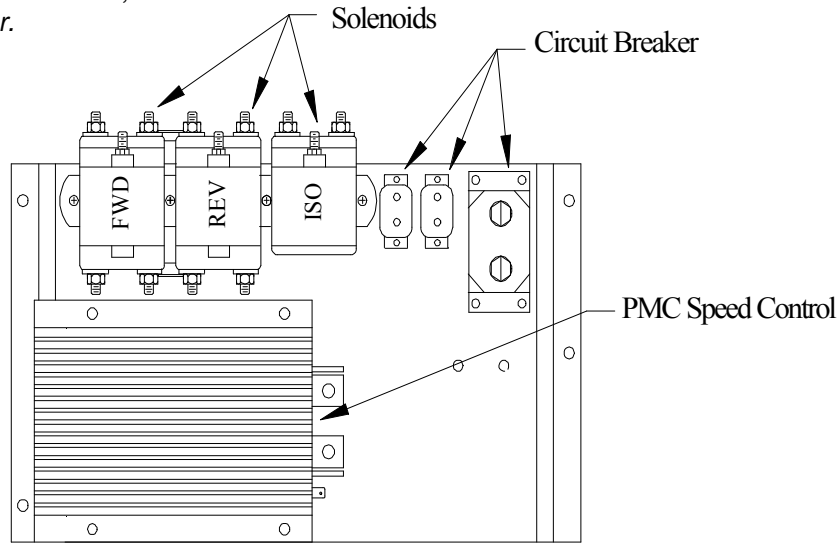 r.
Solenoids
Circuit Breaker
FWD
REV
ISO
PMC Speed Control